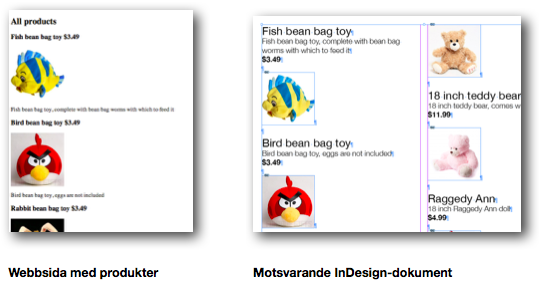 All products
Fish bean bag toy $3.49
Fish bean bag toy, complete with bean bag worms with which to feed it
Bird bean bag toy $3.49
Bird bean bag toy, eggs are not included
Rabbit bean bag toy $3.49
Fish bean bag toy
Fish bean bag toy, complete with bean bag
worms with which to feed it
$3.49
Bird bean bag toy
Bird bean bag toy, eggs are not included
$3.49
18 inch teddy bear
18 inch teddy bear, comes w
$11.99
Raggedy Ann
18 inch Raggedy Ann doll
$4.99
Webbsida med produkter
Motsvarande InDesign-dokument